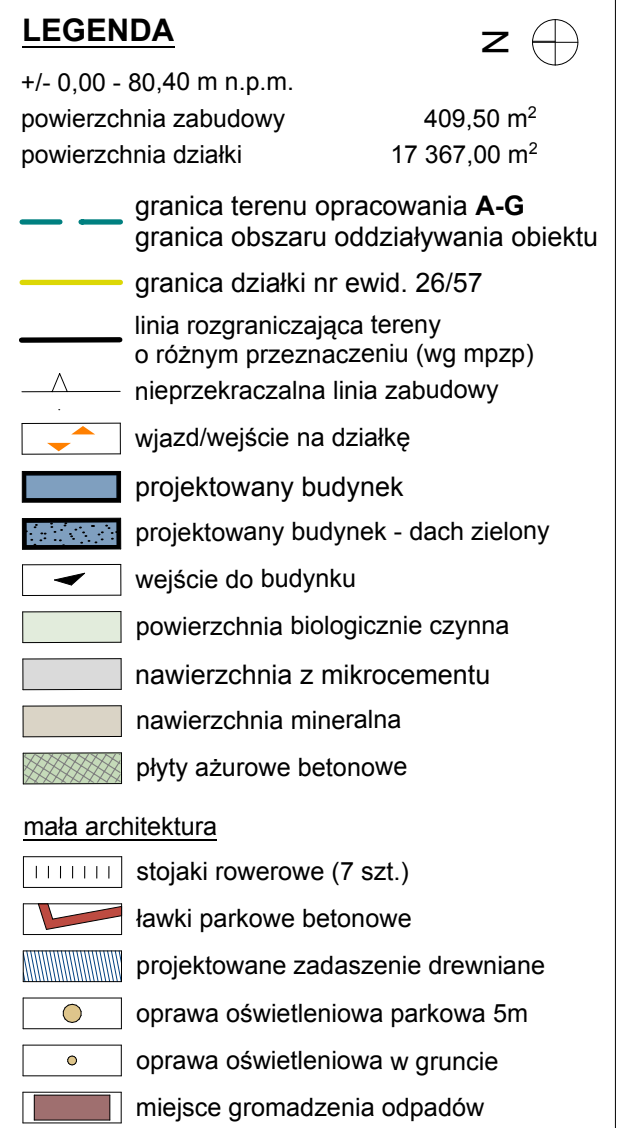 LEGENDA
N
+/- 0,00 - 80,40 m n.p.m.
powierzchnia zabudowy 409,50 m²
powierzchnia działki 17 367,00 m²
granica terenu opracowania A-G
granica obszaru oddziaływania obiektu
granica działki nr ewid. 26/57
linia rozgraniczająca tereny
o różnym przeznaczeniu (wg mpzp)
nieprzekraczalna linia zabudowy
wjazd/wejście na działkę
projektowany budynek
projektowany budynek - dach zielony
wejście do budynku
powierzchnia biologicznie czynna
nawierzchnia z mikrocementu
nawierzchnia mineralna
płyty ażurowe betonowe
mała architektura
stojaki rowerowe (7 szt.)
ławki parkowe betonowe
projektowane zadaszenie drewniane
oprawa oświetleniowa parkowa 5m
oprawa oświetleniowa w gruncie
miejsce gromadzenia odpadów